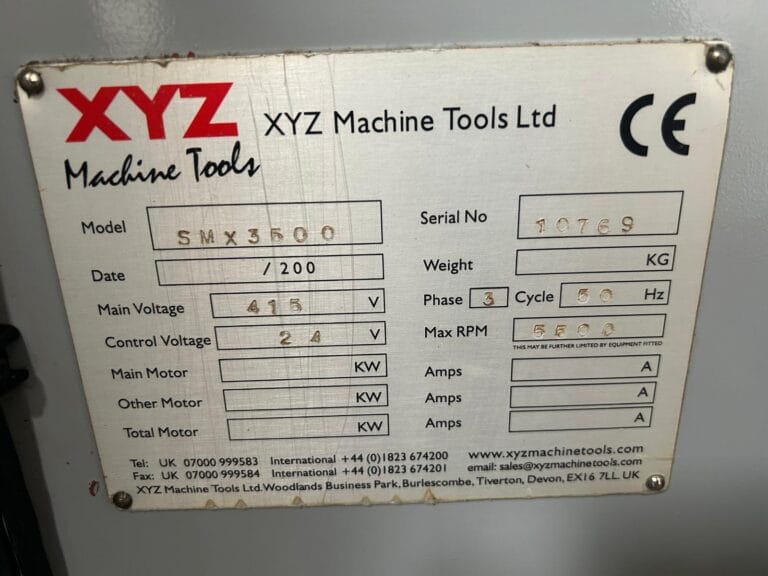 XYZ
Machine Tools
XYZ Machine Tools Ltd
CE
Model SMX3500
Serial No 10769
Date /200
Weight KG
Main Voltage 415 V
Phase 3 Cycle 50 Hz
Control Voltage 24 V
Max RPM 5500
THIS MAY BE FURTHER LIMITED BY EQUIPMENT FITTED
Main Motor KW
Amps A
Other Motor KW
Amps A
Total Motor KW
Amps A
Tel: UK 07000 999583 International +44 (0)1823 674200 www.xyzmachinetools.com
Fax: UK 07000 999584 International +44 (0)1823 674201 email: sales@xyzmachinetools.com
XYZ Machine Tools Ltd. Woodlands Business Park, Burlescombe, Tiverton, Devon, EX16 7LL. UK